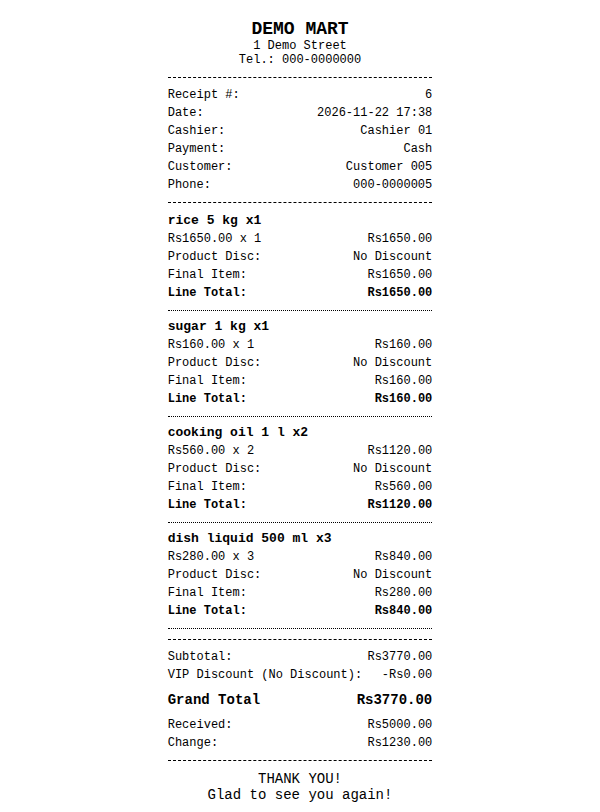 DEMO MART
1 Demo Street
Tel.: 000-0000000
Receipt #: 6
Date: 2026-11-22 17:38
Cashier: Cashier 01
Payment: Cash
Customer: Customer 005
Phone: 000-0000005
rice 5 kg x1
Rs1650.00 x 1 Rs1650.00
Product Disc: No Discount
Final Item: Rs1650.00
Line Total: Rs1650.00
sugar 1 kg x1
Rs160.00 x 1 Rs160.00
Product Disc: No Discount
Final Item: Rs160.00
Line Total: Rs160.00
cooking oil 1 l x2
Rs560.00 x 2 Rs1120.00
Product Disc: No Discount
Final Item: Rs560.00
Line Total: Rs1120.00
dish liquid 500 ml x3
Rs280.00 x 3 Rs840.00
Product Disc: No Discount
Final Item: Rs280.00
Line Total: Rs840.00
Subtotal: Rs3770.00
VIP Discount (No Discount): -Rs0.00
Grand Total Rs3770.00
Received: Rs5000.00
Change: Rs1230.00
THANK YOU!
Glad to see you again!